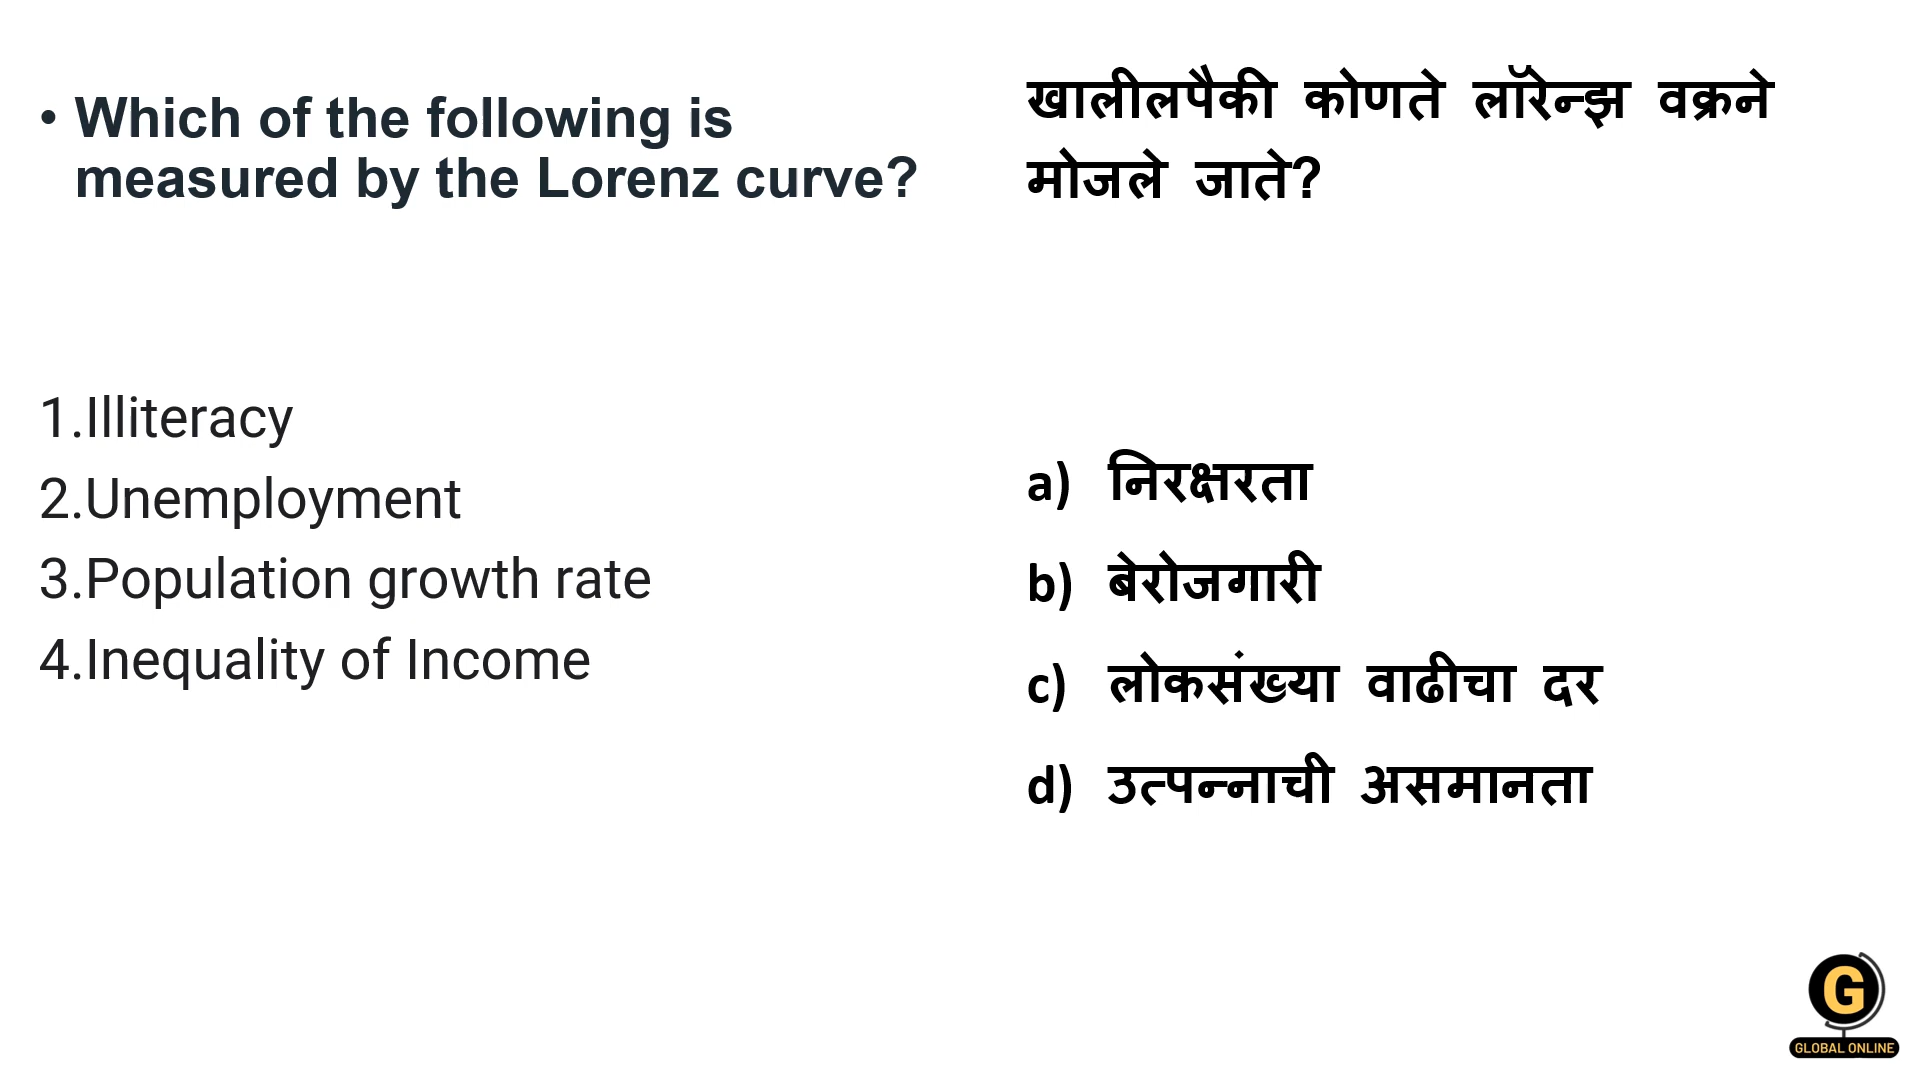 • Which of the following is
measured by the Lorenz curve?
1.Illiteracy
2.Unemployment
3.Population growth rate
4.Inequality of Income
खालीलपैकी कोणते लॉरेन्झ वक्रने
मोजले जाते?
a) निरक्षरता
b) बेरोजगारी
c) लोकसंख्या वाढीचा दर
d) उत्पन्नाची असमानता
G
GLOBAL ONLINE